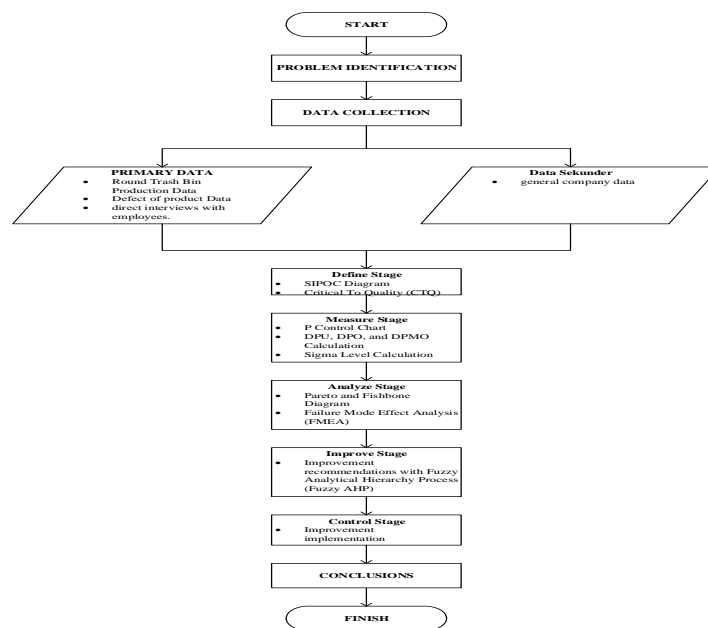 START
PROBLEM IDENTIFICATION
DATA COLLECTION
PRIMARY DATA
• Round Trash Bin
Production Data
• Defect of product Data
• direct interviews with
employees.
Data Sekunder
• general company data
Define Stage
• SIPOC Diagram
• Critical To Quality (CTQ)
Measure Stage
• P Control Chart
• DPU, DPO, and DPMO
Calculation
• Sigma Level Calculation
Analyze Stage
• Pareto and Fishbone
Diagram
• Failure Mode Effect Analysis
(FMEA)
Improve Stage
• Improvement
recommendations with Fuzzy
Analytical Hierarchy Process
(Fuzzy AHP)
Control Stage
• Improvement
implementation
CONCLUSIONS
FINISH